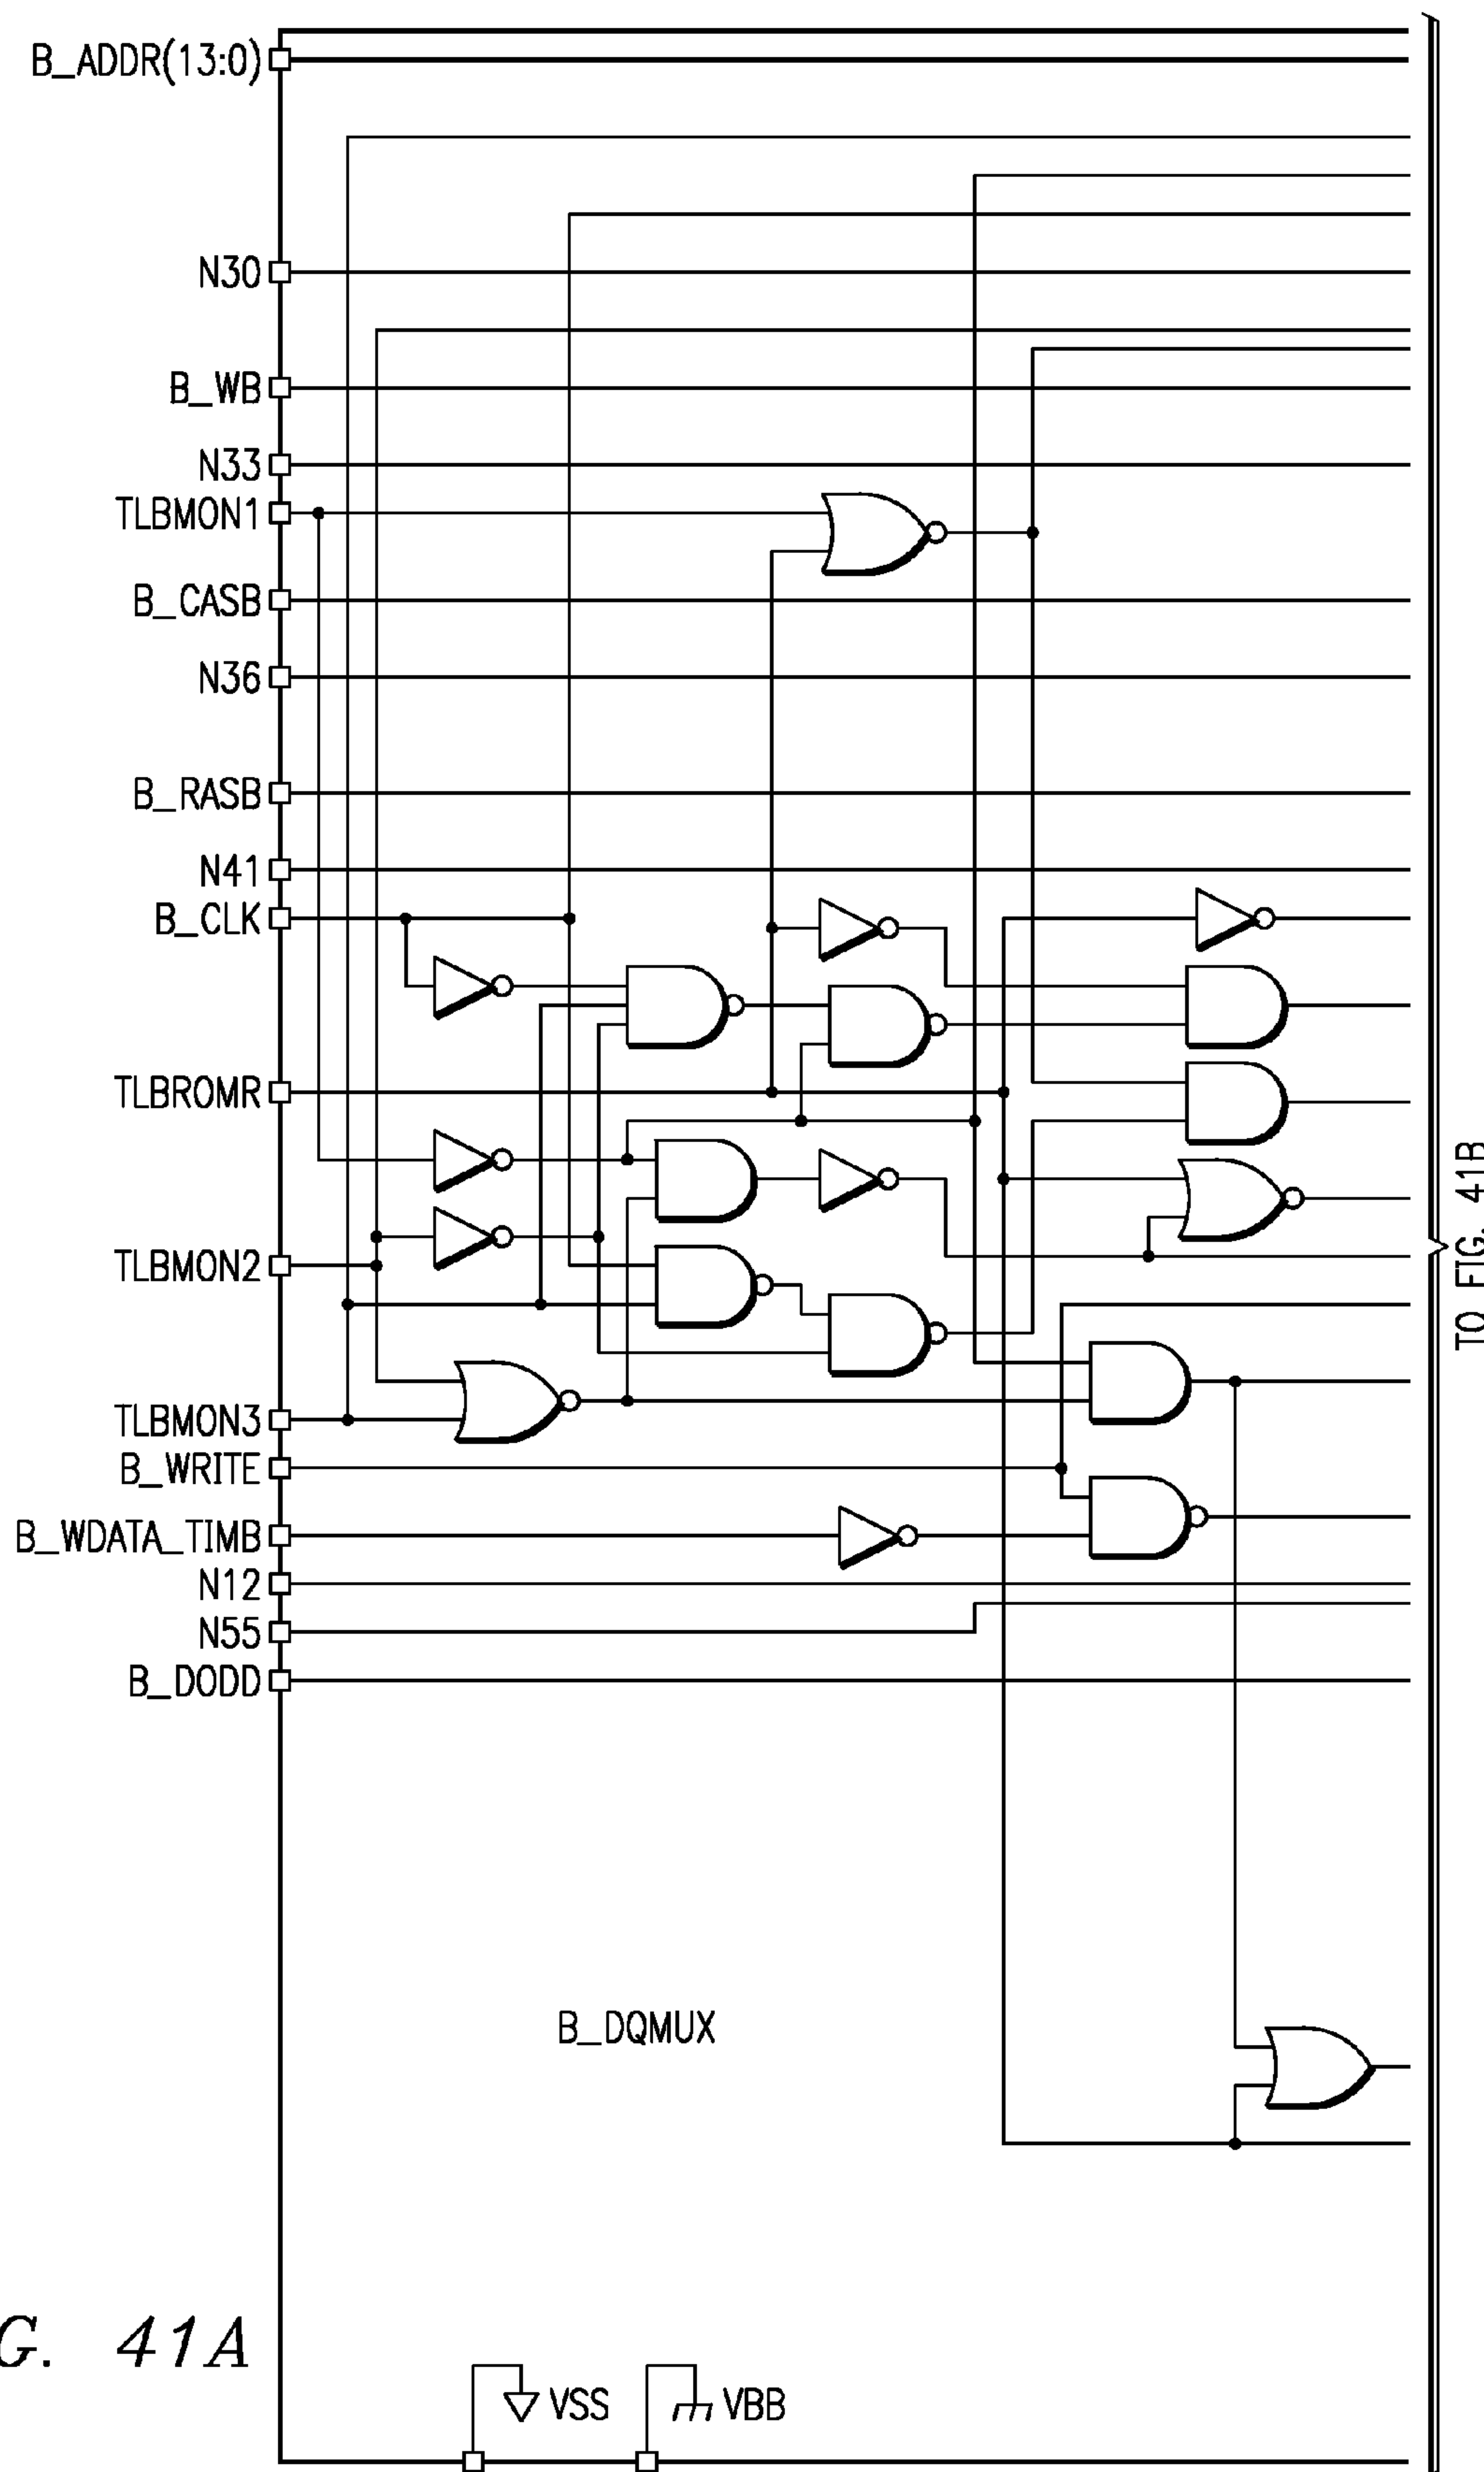 B_ADDR(13:0)
N30
B_WB
N33
TLBMON1
B_CASB
N36
B_RASB
N41
B_CLK
TLBROMR
TLBMON2
TLBMON3
B_WRITE
B_WDATA_TIMB
N12
N55
B_DODD
TO FIG. 41B
B_DQMUX
G. 41A
VSS
VBB